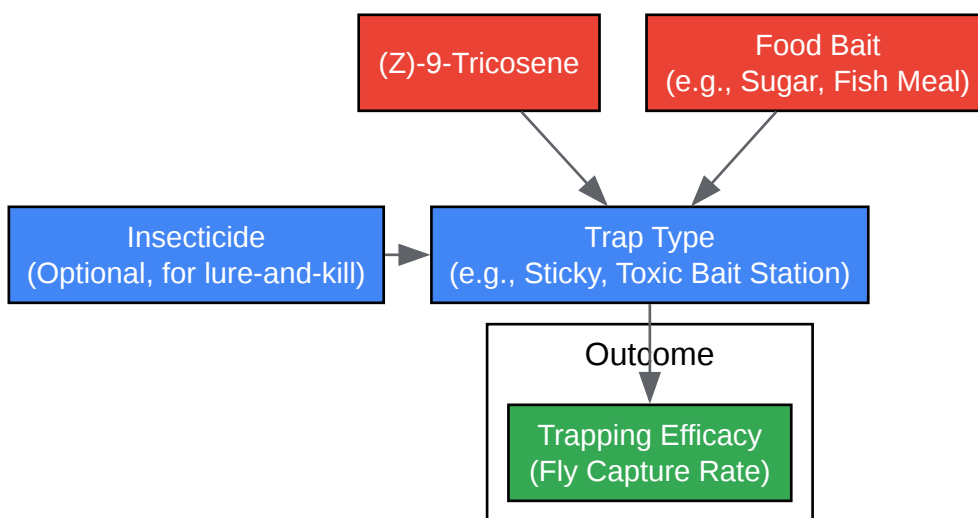 (Z)-9-Tricosene
Food Bait
(e.g., Sugar, Fish Meal)
Insecticide
(Optional, for lure-and-kill)
Trap Type
(e.g., Sticky, Toxic Bait Station)
Outcome
Trapping Efficacy
(Fly Capture Rate)